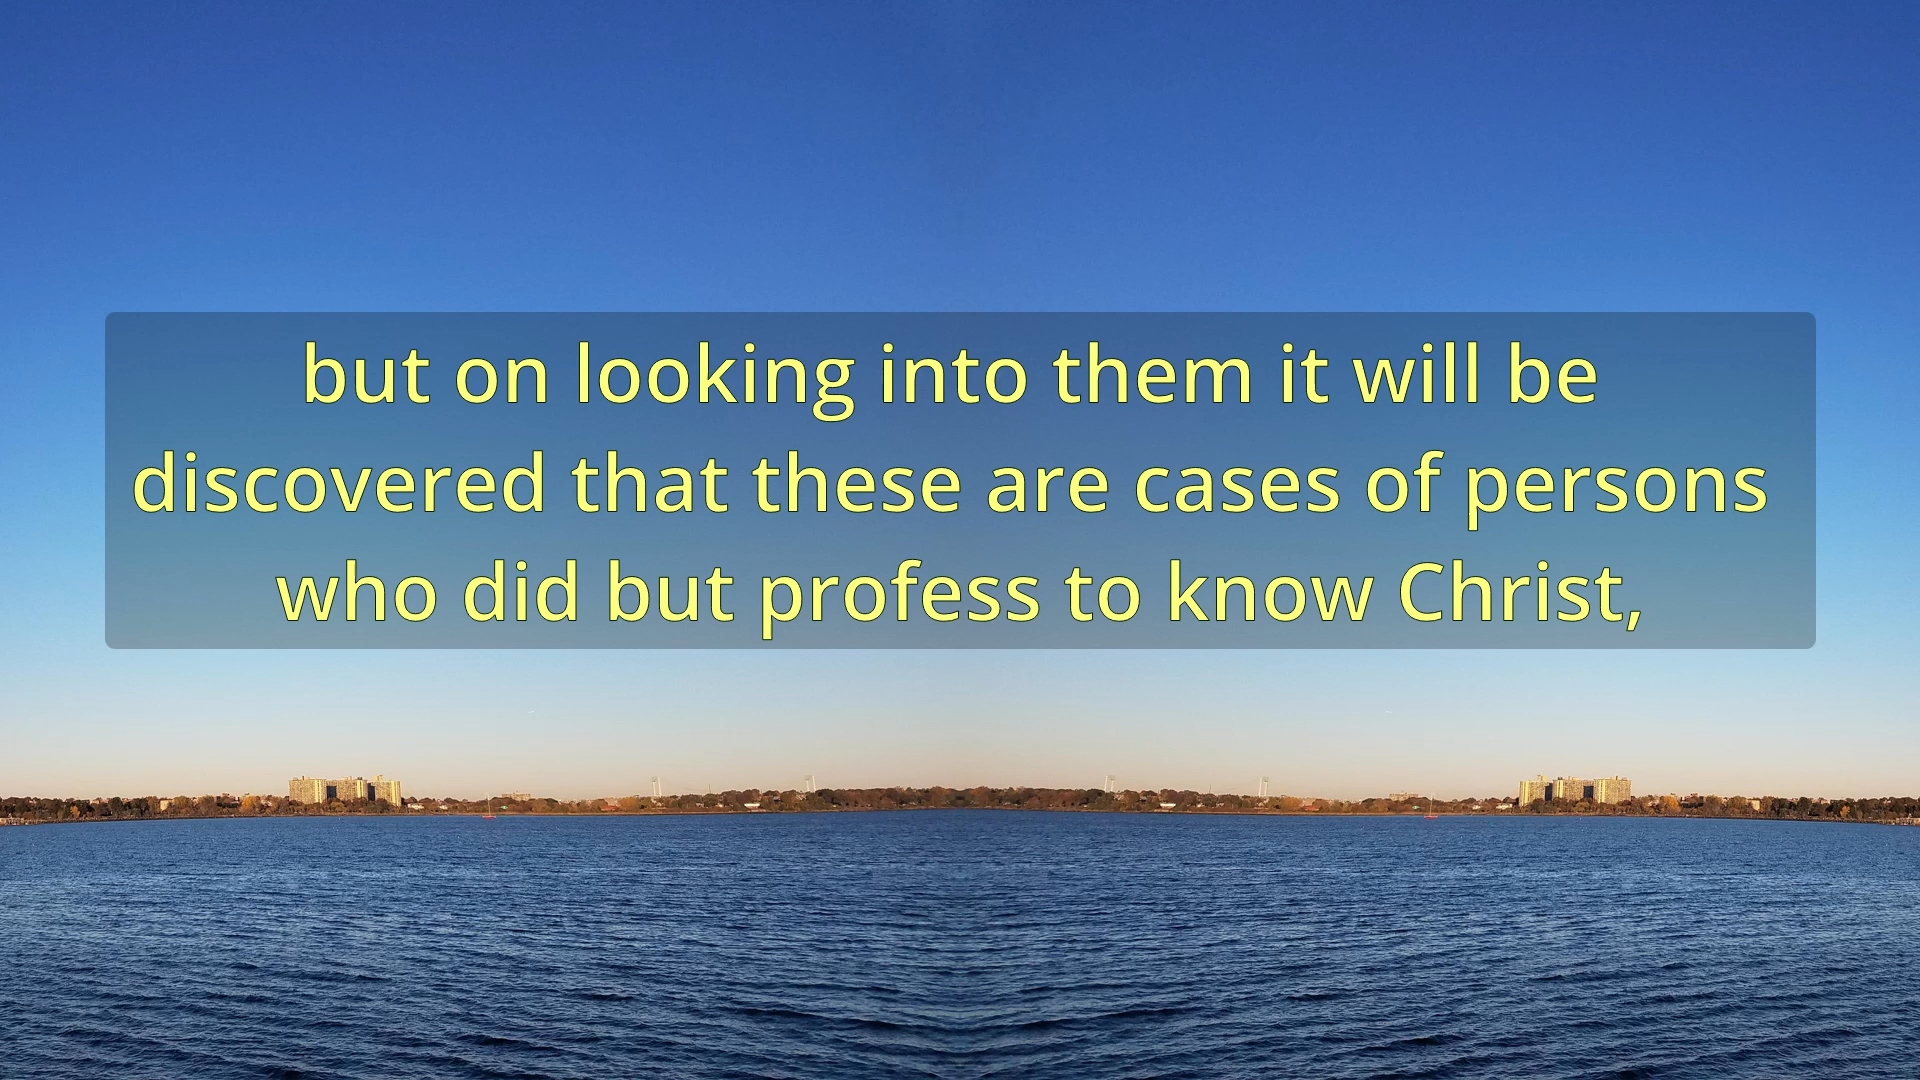 but on looking into them it will be
discovered that these are cases of persons
who did but profess to know Christ,